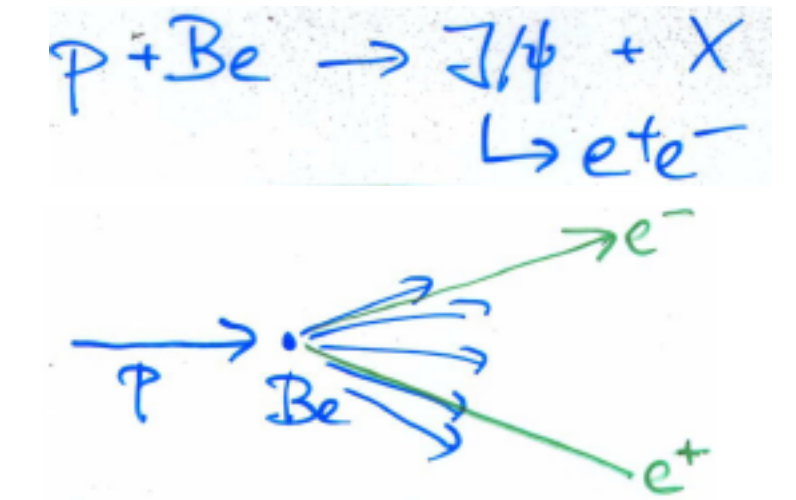 p + Be → J/ψ + X
↳ e+e−
e−
p
Be
e+